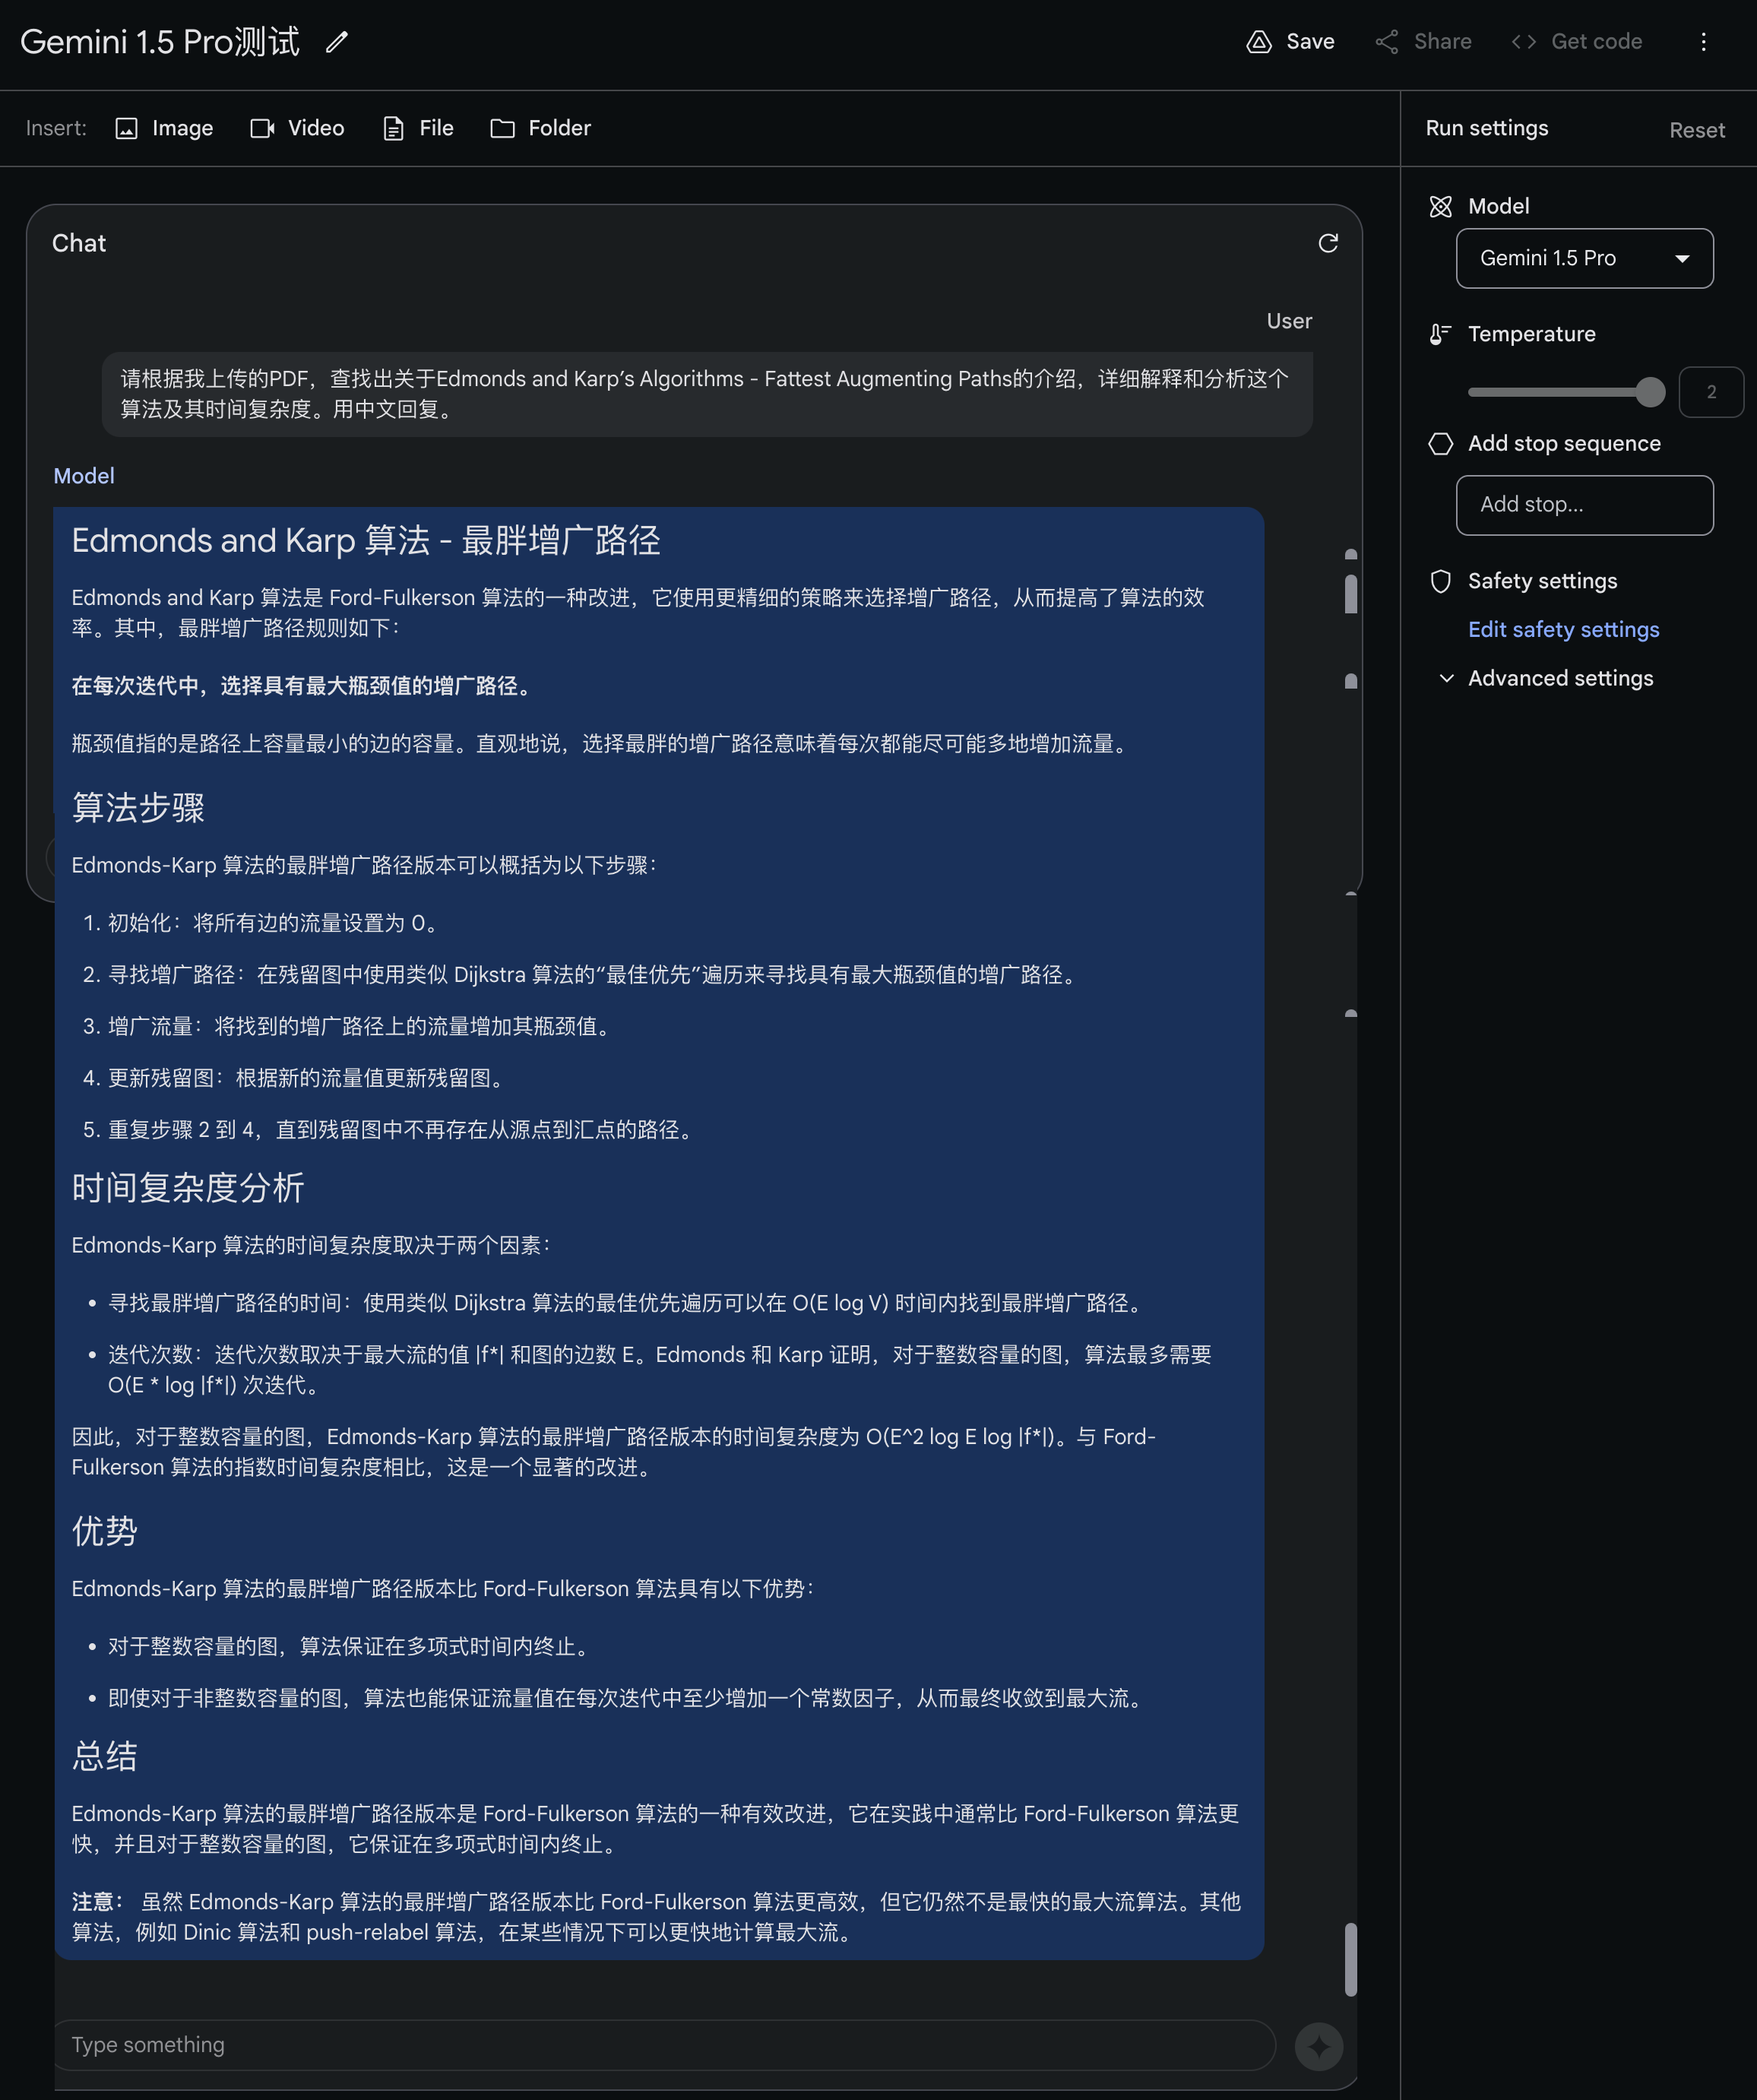 Gemini 1.5 Pro测试
Save
Share
Get code
Insert:
Image
Video
File
Folder
Run settings
Reset
Chat
User
请根据我上传的PDF，查找出关于Edmonds and Karp’s Algorithms - Fattest Augmenting Paths的介绍，详细解释和分析这个
算法及其时间复杂度。用中文回复。
Model
Edmonds and Karp 算法 - 最胖增广路径
Edmonds and Karp 算法是 Ford-Fulkerson 算法的一种改进，它使用更精细的策略来选择增广路径，从而提高了算法的效
率。其中，最胖增广路径规则如下：
在每次迭代中，选择具有最大瓶颈值的增广路径。
瓶颈值指的是路径上容量最小的边的容量。直观地说，选择最胖的增广路径意味着每次都能尽可能多地增加流量。
算法步骤
Edmonds-Karp 算法的最胖增广路径版本可以概括为以下步骤：
1. 初始化：将所有边的流量设置为 0。
2. 寻找增广路径：在残留图中使用类似 Dijkstra 算法的“最佳优先”遍历来寻找具有最大瓶颈值的增广路径。
3. 增广流量：将找到的增广路径上的流量增加其瓶颈值。
4. 更新残留图：根据新的流量值更新残留图。
5. 重复步骤 2 到 4，直到残留图中不再存在从源点到汇点的路径。
时间复杂度分析
Edmonds-Karp 算法的时间复杂度取决于两个因素：
• 寻找最胖增广路径的时间：使用类似 Dijkstra 算法的最佳优先遍历可以在 O(E log V) 时间内找到最胖增广路径。
• 迭代次数：迭代次数取决于最大流的值 |f*| 和图的边数 E。Edmonds 和 Karp 证明，对于整数容量的图，算法最多需要
O(E * log |f*|) 次迭代。
因此，对于整数容量的图，Edmonds-Karp 算法的最胖增广路径版本的时间复杂度为 O(E^2 log E log |f*|)。与 Ford-
Fulkerson 算法的指数时间复杂度相比，这是一个显著的改进。
优势
Edmonds-Karp 算法的最胖增广路径版本比 Ford-Fulkerson 算法具有以下优势：
• 对于整数容量的图，算法保证在多项式时间内终止。
• 即使对于非整数容量的图，算法也能保证流量值在每次迭代中至少增加一个常数因子，从而最终收敛到最大流。
总结
Edmonds-Karp 算法的最胖增广路径版本是 Ford-Fulkerson 算法的一种有效改进，它在实践中通常比 Ford-Fulkerson 算法更
快，并且对于整数容量的图，它保证在多项式时间内终止。
注意： 虽然 Edmonds-Karp 算法的最胖增广路径版本比 Ford-Fulkerson 算法更高效，但它仍然不是最快的最大流算法。其他
算法，例如 Dinic 算法和 push-relabel 算法，在某些情况下可以更快地计算最大流。
Type something
Model
Gemini 1.5 Pro
Temperature
2
Add stop sequence
Add stop...
Safety settings
Edit safety settings
Advanced settings